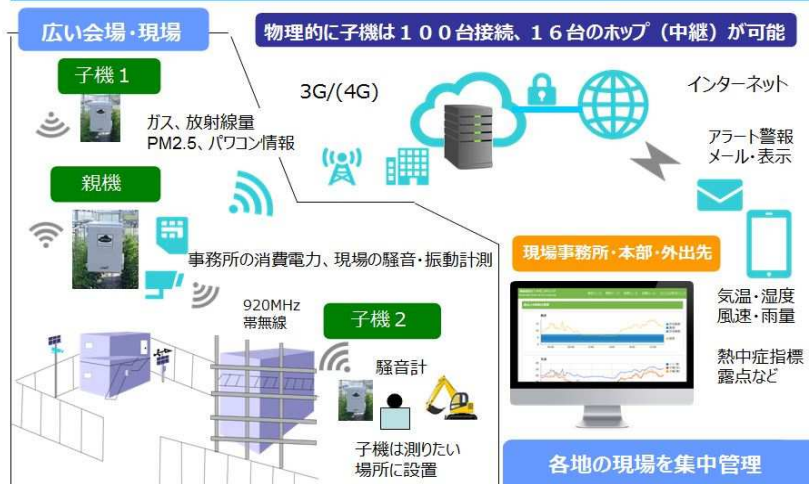 広い会場・現場
物理的に子機は１００台接続、１６台のホップ（中継）が可能
子機１
3G/(4G)
インターネット
ガス、放射線量
PM2.5、パワコン情報
アラート警報
メール・表示
親機
事務所の消費電力、現場の騒音・振動計測
現場事務所・本部・外出先
920MHz
帯無線
子機２
気温・湿度
風速・雨量
騒音計
熱中症指標
露点など
子機は測りたい
場所に設置
各地の現場を集中管理